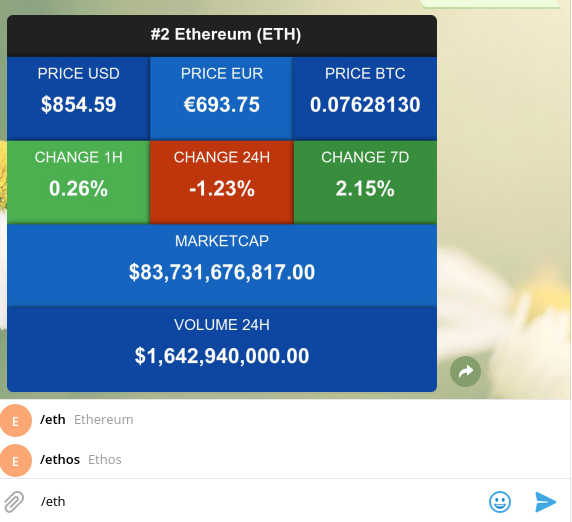 #2 Ethereum (ETH)
PRICE USD PRICE EUR PRICE BTC
$854.59 €693.75 0.07628130
CHANGE 1H CHANGE 24H CHANGE 7D
0.26% -1.23% 2.15%
MARKETCAP
$83,731,676,817.00
VOLUME 24H
$1,642,940,000.00
E /eth Ethereum
E /ethos Ethos
/eth